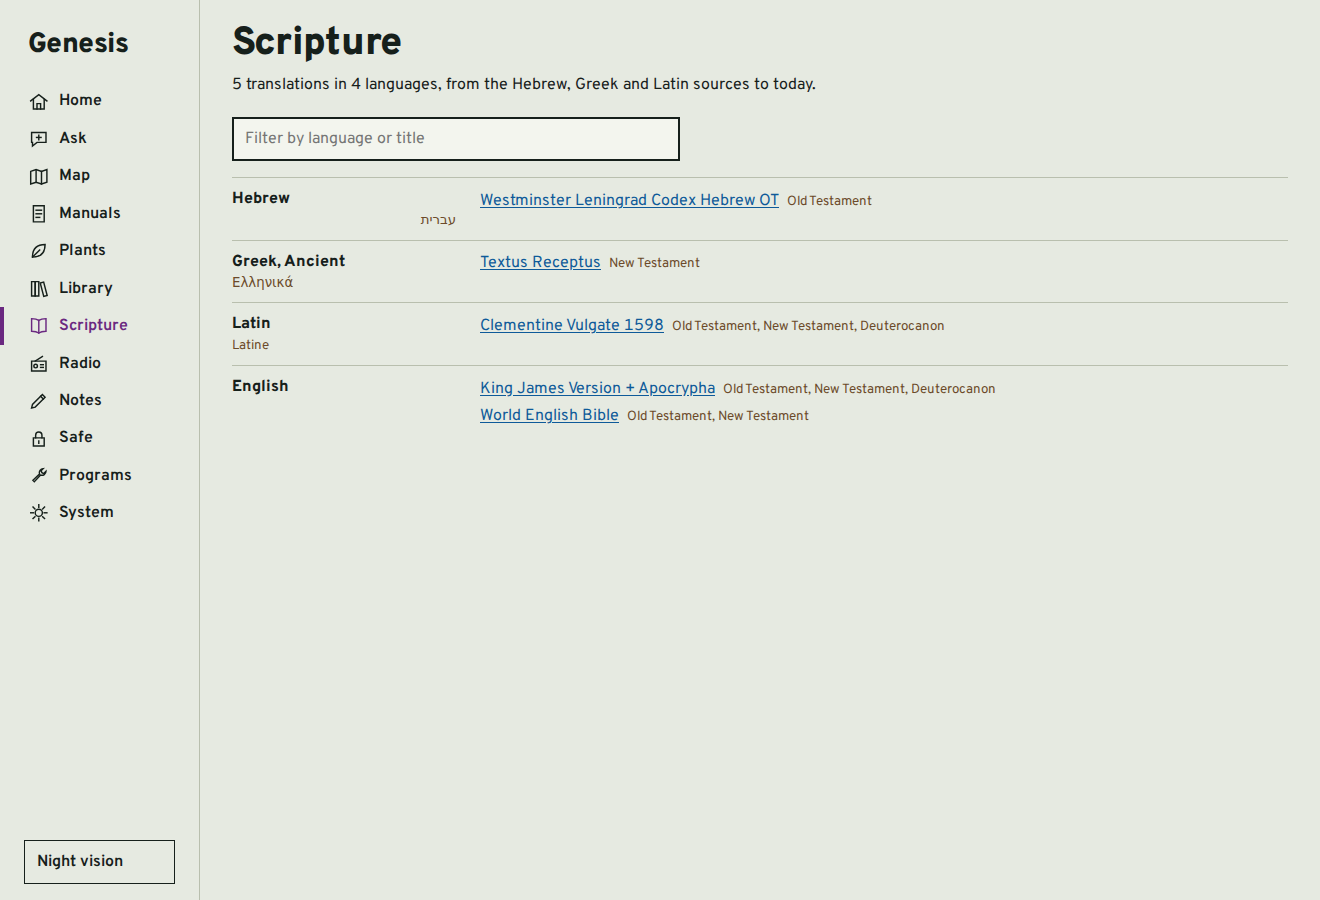 Genesis
Home
Ask
Map
Manuals
Plants
Library
Scripture
Radio
Notes
Safe
Programs
System
Night vision
Scripture
5 translations in 4 languages, from the Hebrew, Greek and Latin sources to today.
Filter by language or title
Hebrew
עברית
Westminster Leningrad Codex Hebrew OT Old Testament
Greek, Ancient
Ελληνικά
Textus Receptus New Testament
Latin
Latine
Clementine Vulgate 1598 Old Testament, New Testament, Deuterocanon
English
King James Version + Apocrypha Old Testament, New Testament, Deuterocanon
World English Bible Old Testament, New Testament